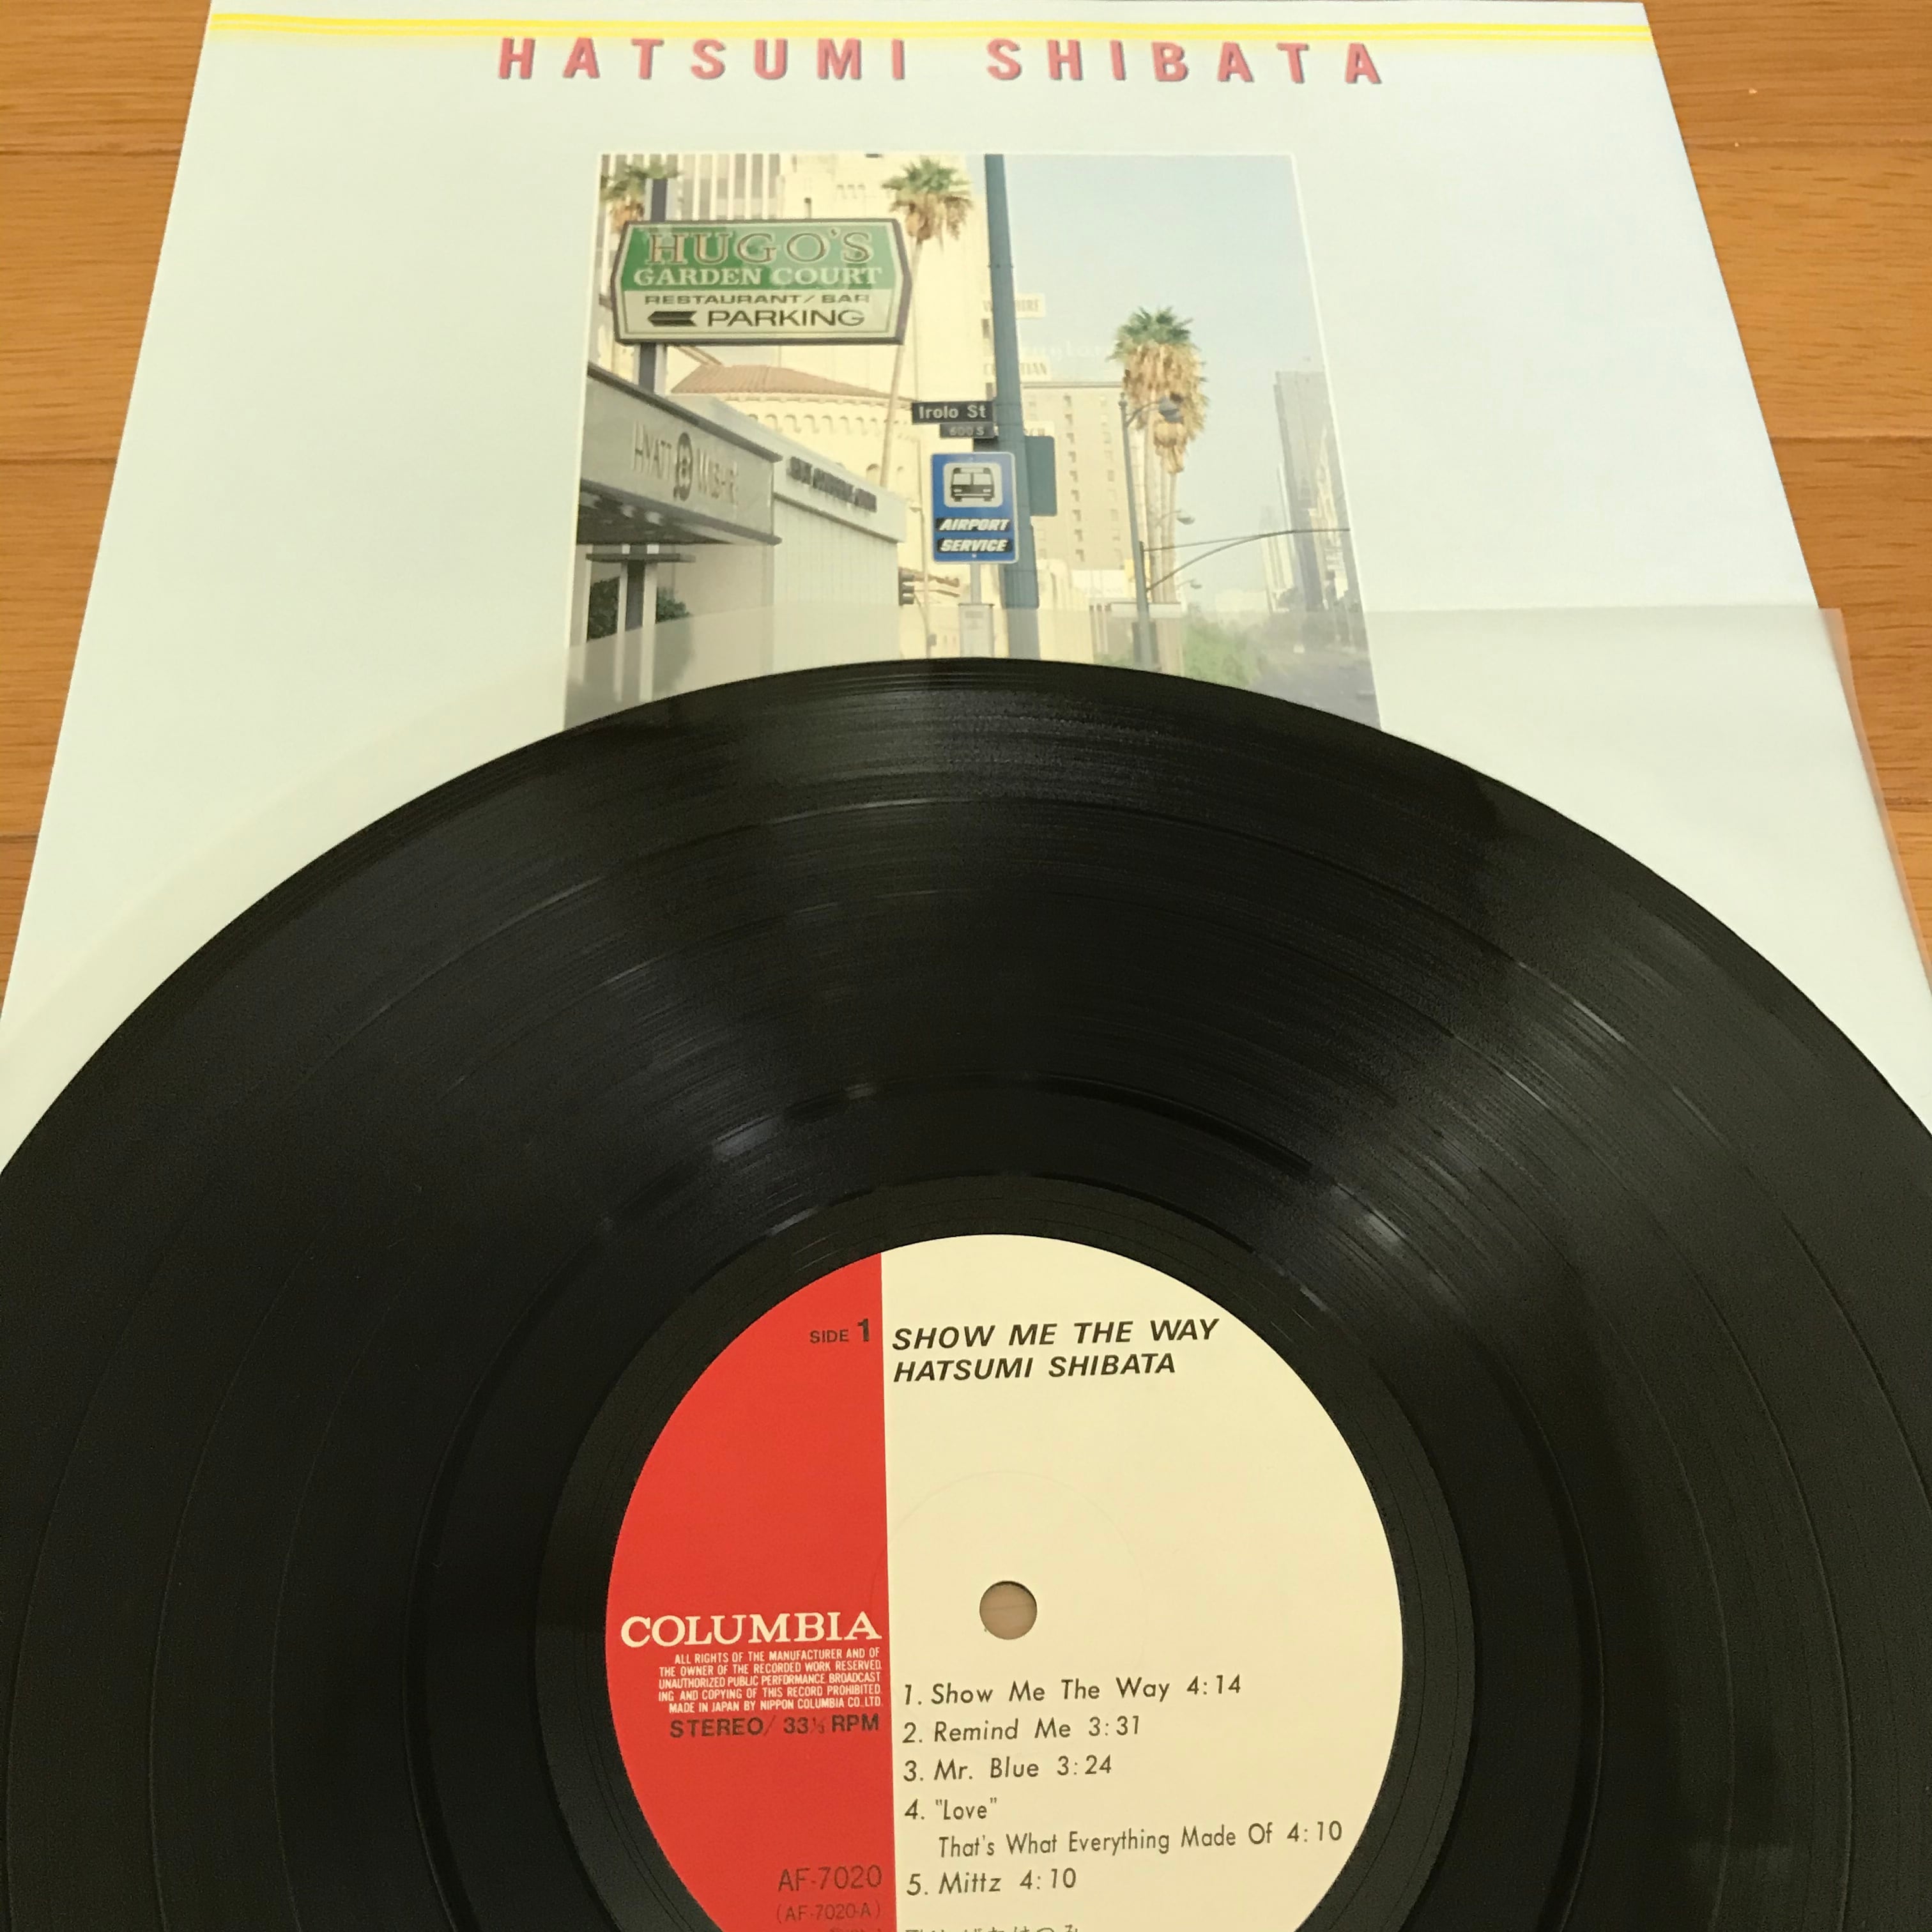 HATSUMI SHIBATA
HUGO'S
GARDEN COURT
RESTAURANT/BAR
PARKING
Irolo St
600 S
HYATT WILSHIRE
AIRPORT
SERVICE
SIDE 1
SHOW ME THE WAY
HATSUMI SHIBATA
COLUMBIA
ALL RIGHTS OF THE MANUFACTURER AND OF
THE OWNER OF THE RECORDED WORK RESERVED
UNAUTHORIZED PUBLIC PERFORMANCE BROADCAST
ING AND COPYING OF THIS RECORD PROHIBITED
MADE IN JAPAN BY NIPPON COLUMBIA CO.,LTD.
STEREO/ 33⅓ RPM
1. Show Me The Way 4:14
2. Remind Me 3:31
3. Mr. Blue 3:24
4. "Love"
That's What Everything Made Of 4:10
5. Mittz 4:10
AF-7020
(AF-7020-A)